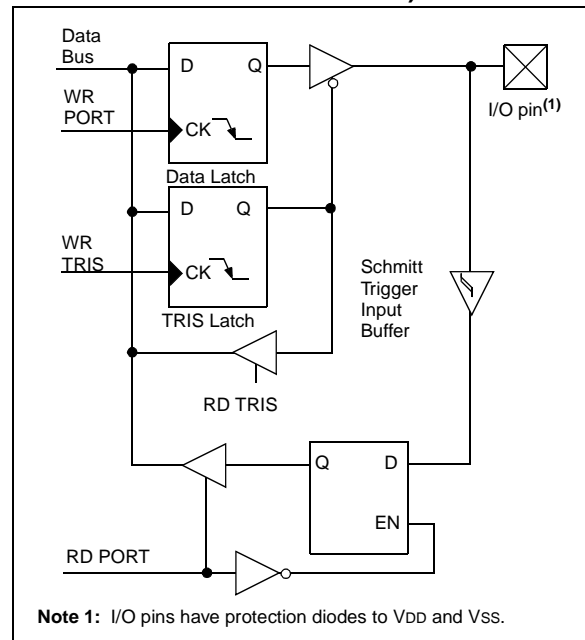 Data
Bus
D
Q
WR
PORT
CK
I/O pin(1)
Data Latch
D
Q
WR
TRIS
CK
TRIS Latch
Schmitt
Trigger
Input
Buffer
RD TRIS
Q
D
EN
RD PORT
Note 1: I/O pins have protection diodes to VDD and VSS.